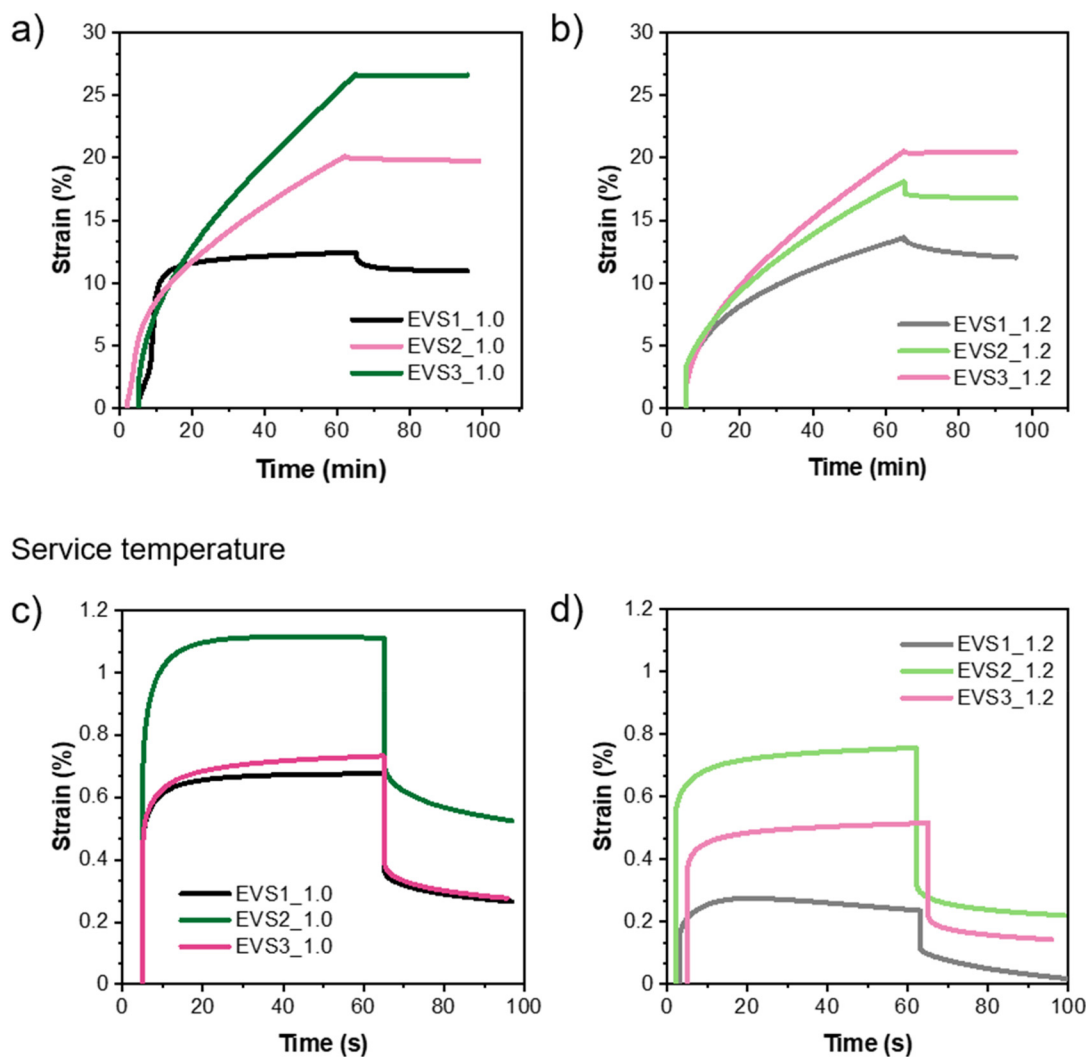 a)
30
25
20
15
10
5
0
Strain (%)
0 20 40 60 80 100
Time (min)
EVS1_1.0
EVS2_1.0
EVS3_1.0
b)
30
25
20
15
10
5
0
Strain (%)
0 20 40 60 80 100
Time (min)
EVS1_1.2
EVS2_1.2
EVS3_1.2
Service temperature
c)
1.2
1
0.8
0.6
0.4
0.2
0
Strain (%)
0 20 40 60 80 100
Time (s)
EVS1_1.0
EVS2_1.0
EVS3_1.0
d)
1.2
1
0.8
0.6
0.4
0.2
0
Strain (%)
0 20 40 60 80 100
Time (s)
EVS1_1.2
EVS2_1.2
EVS3_1.2